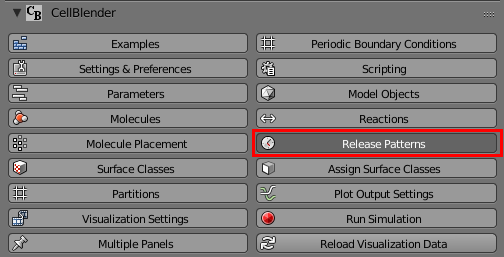 CB CellBlender
Examples
Periodic Boundary Conditions
Settings & Preferences
Scripting
Parameters
Model Objects
Molecules
Reactions
Molecule Placement
Release Patterns
Surface Classes
Assign Surface Classes
Partitions
Plot Output Settings
Visualization Settings
Run Simulation
Multiple Panels
Reload Visualization Data